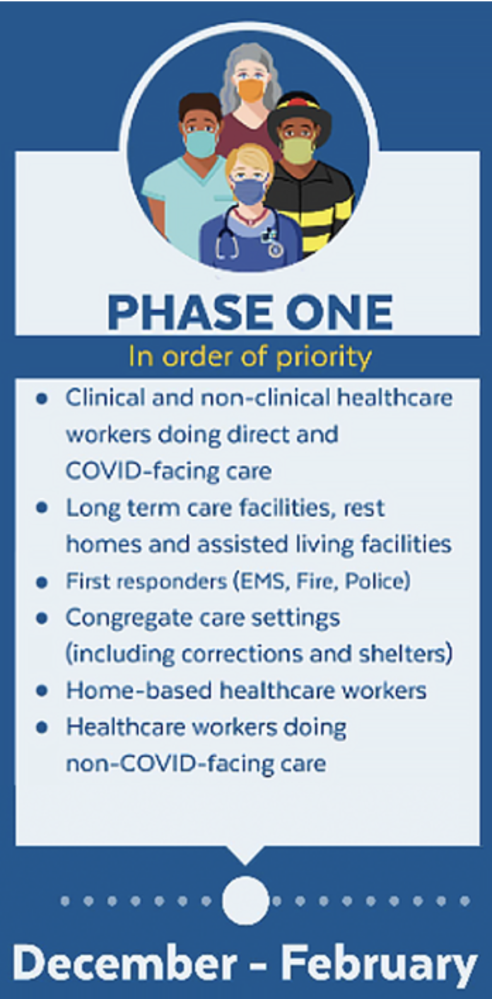 PHASE ONE
In order of priority
• Clinical and non-clinical healthcare
workers doing direct and
COVID-facing care
• Long term care facilities, rest
homes and assisted living facilities
• First responders (EMS, Fire, Police)
• Congregate care settings
(including corrections and shelters)
• Home-based healthcare workers
• Healthcare workers doing
non-COVID-facing care
December - February